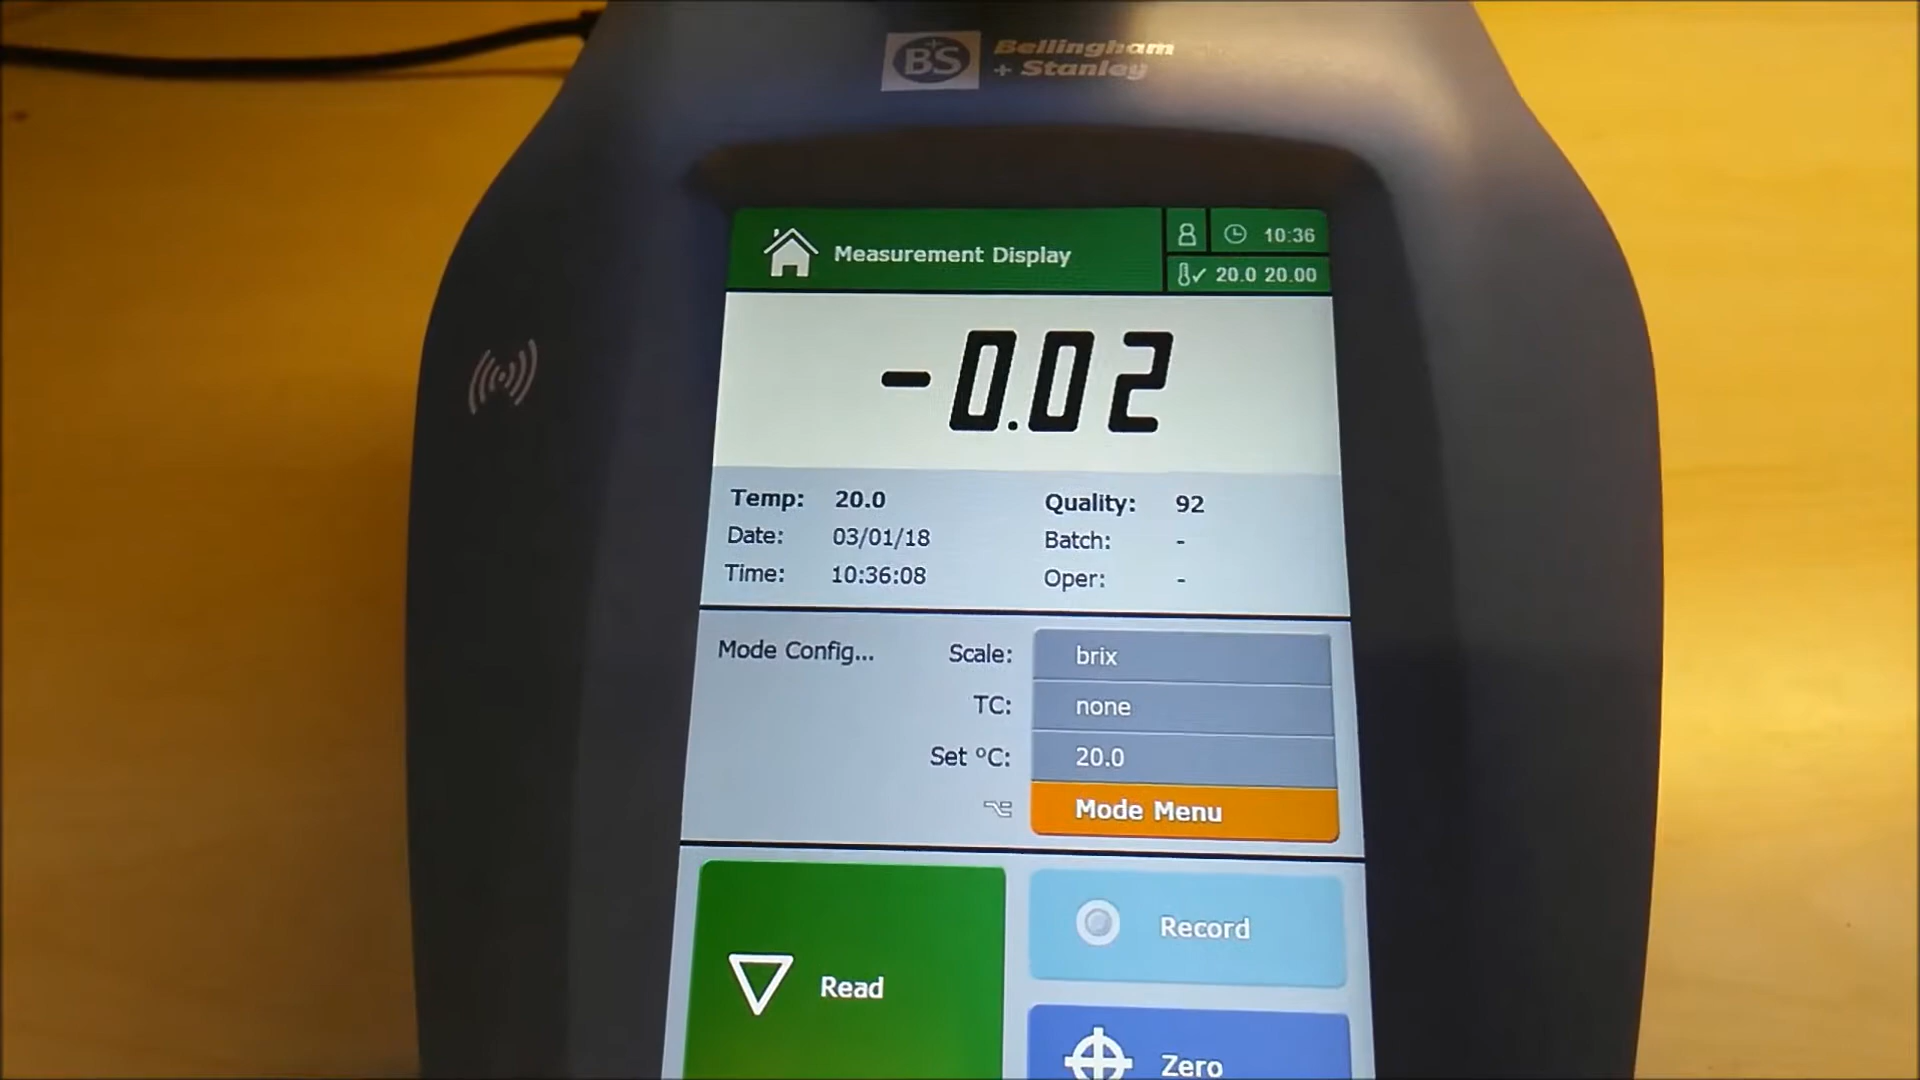 B+S Bellingham
+ Stanley
Measurement Display
10:36
20.0 20.00
-0.02
Temp: 20.0 Quality: 92
Date: 03/01/18 Batch: -
Time: 10:36:08 Oper: -
Mode Config... Scale: brix
TC: none
Set °C: 20.0
Mode Menu
Record
Read
Zero